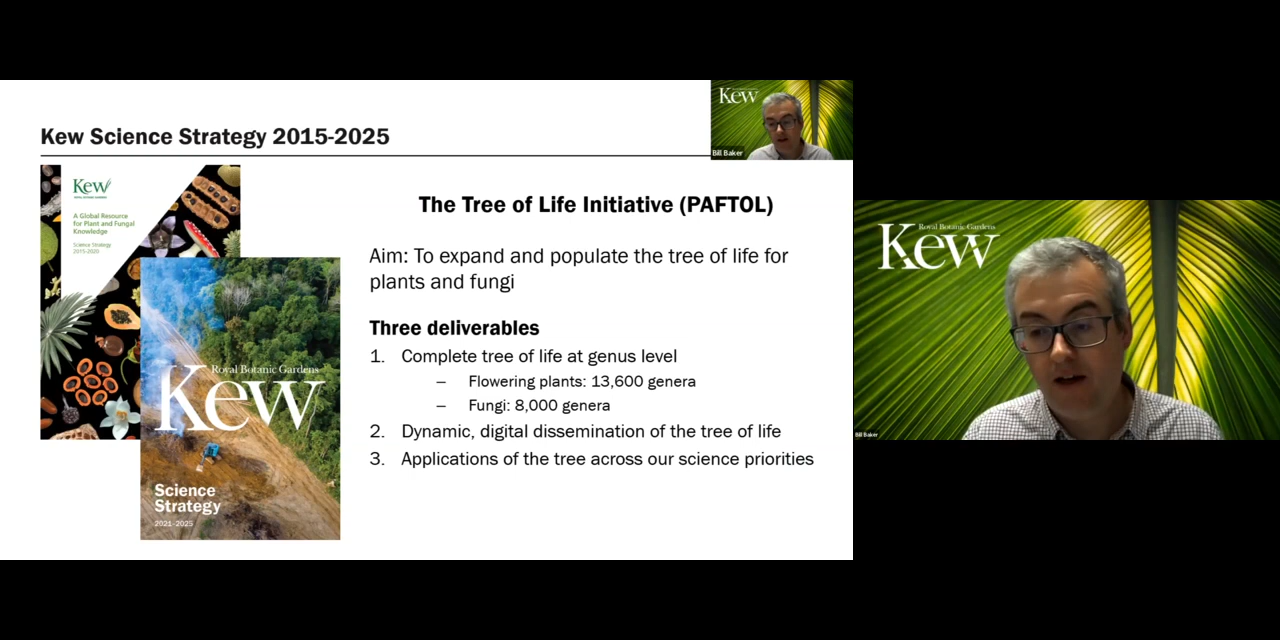 Kew Science Strategy 2015-2025
Kew
Bill Baker
Kew
ROYAL BOTANIC GARDENS
A Global Resource
for Plant and Fungal
Knowledge
Science Strategy
2015-2020
Royal Botanic Gardens
Kew
Science
Strategy
2021-2025
The Tree of Life Initiative (PAFTOL)
Aim: To expand and populate the tree of life for
plants and fungi
Three deliverables
1. Complete tree of life at genus level
– Flowering plants: 13,600 genera
– Fungi: 8,000 genera
2. Dynamic, digital dissemination of the tree of life
3. Applications of the tree across our science priorities
Royal Botanic Gardens
Kew
Bill Baker